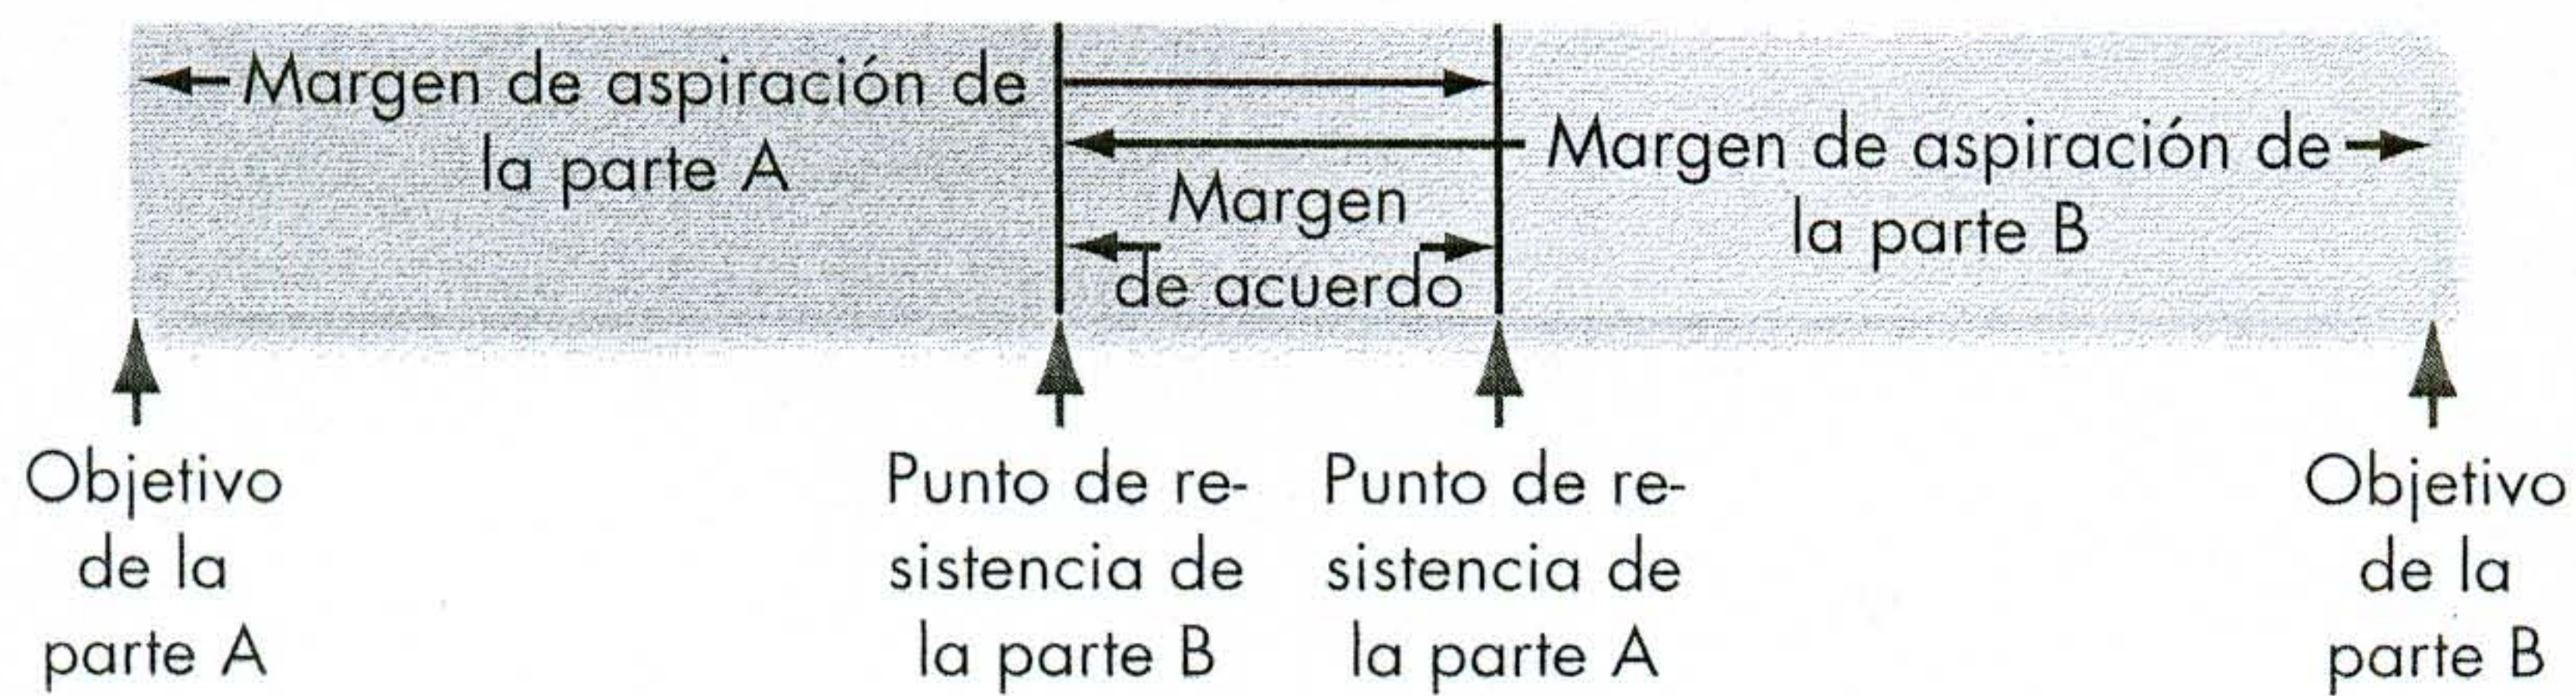 Margen de aspiración de
la parte A
Margen de aspiración de
la parte B
Margen
de acuerdo
Objetivo
de la
parte A
Punto de re-
sistencia de
la parte B
Punto de re-
sistencia de
la parte A
Objetivo
de la
parte B